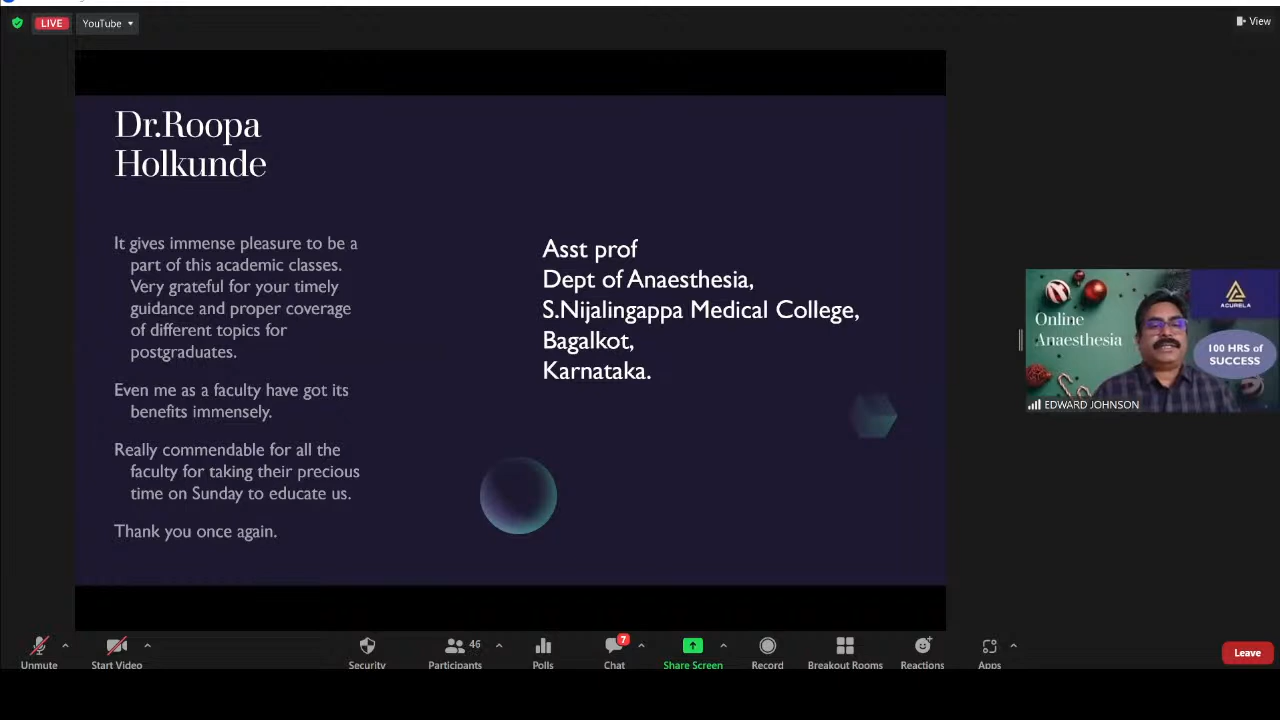 LIVE
YouTube
View
Dr.Roopa
Holkunde
It gives immense pleasure to be a
part of this academic classes.
Very grateful for your timely
guidance and proper coverage
of different topics for
postgraduates.
Even me as a faculty have got its
benefits immensely.
Really commendable for all the
faculty for taking their precious
time on Sunday to educate us.
Thank you once again.
Asst prof
Dept of Anaesthesia,
S.Nijalingappa Medical College,
Bagalkot,
Karnataka.
Online
Anaesthesia
ACURELA
100 HRS of
SUCCESS
EDWARD JOHNSON
Unmute
Start Video
Security
Participants
46
Polls
Chat
7
Share Screen
Record
Breakout Rooms
Reactions
Apps
Leave